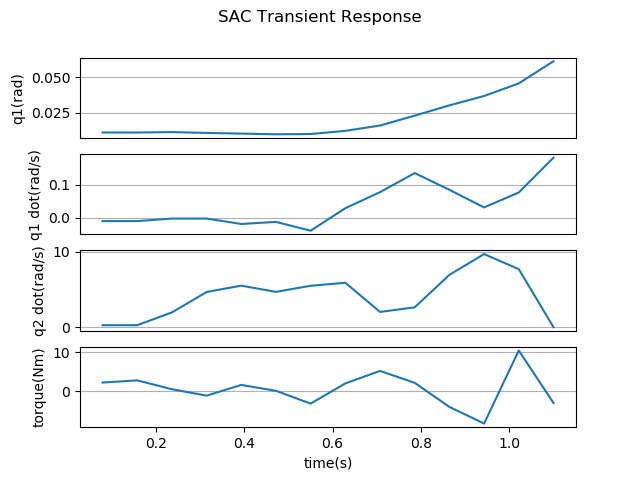 SAC Transient Response
q1(rad)
0.050
0.025
q1 dot(rad/s)
0.1
0.0
q2 dot(rad/s)
10
0
torque(Nm)
10
0
0.2 0.4 0.6 0.8 1.0
time(s)